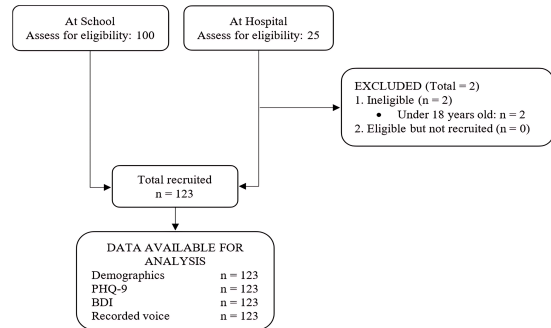 At School
Assess for eligibility: 100
At Hospital
Assess for eligibility: 25
EXCLUDED (Total = 2)
1. Ineligible (n = 2)
• Under 18 years old: n = 2
2. Eligible but not recruited (n = 0)
Total recruited
n = 123
DATA AVAILABLE FOR
ANALYSIS
Demographics n = 123
PHQ-9 n = 123
BDI n = 123
Recorded voice n = 123